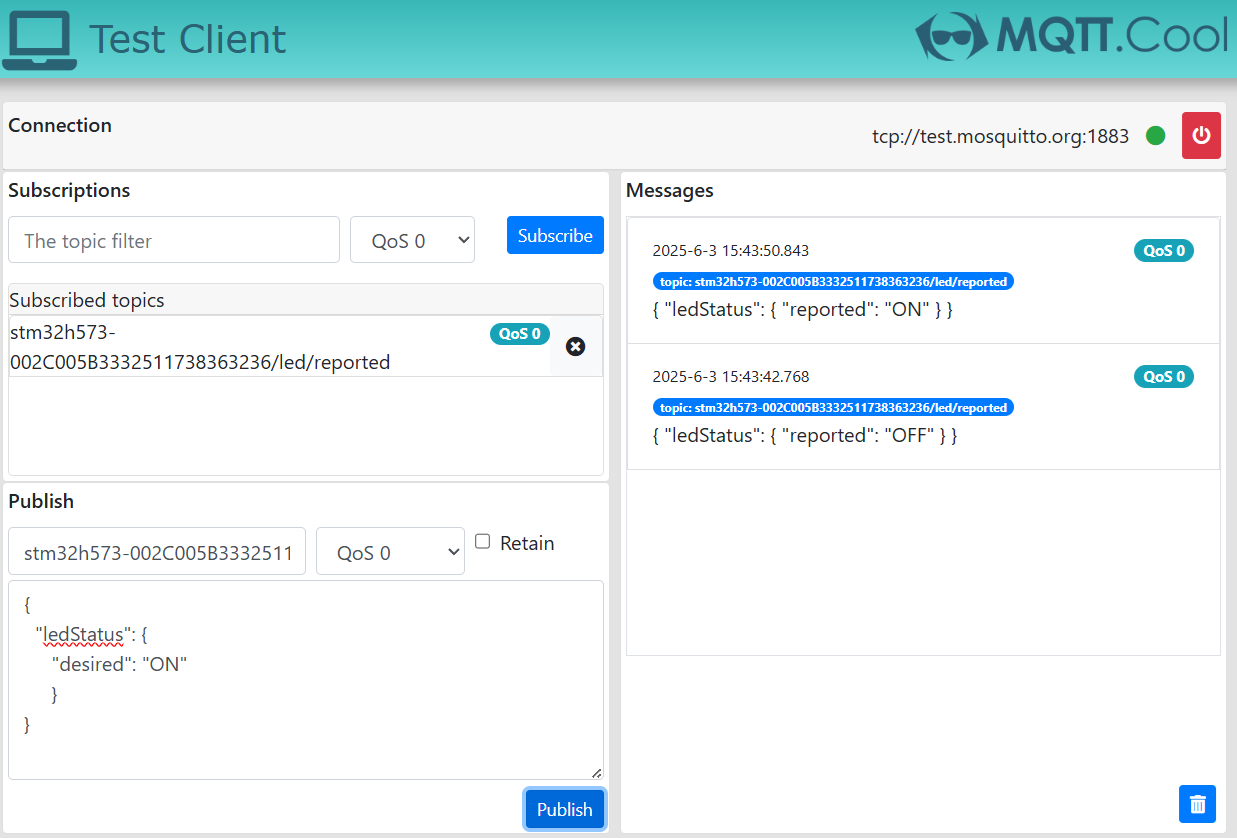 Test Client
MQTT.Cool
Connection
tcp://test.mosquitto.org:1883
Subscriptions
The topic filter
QoS 0
Subscribe
Subscribed topics
stm32h573-
002C005B3332511738363236/led/reported
QoS 0
Publish
stm32h573-002C005B3332511
QoS 0
Retain
{
"ledStatus": {
"desired": "ON"
}
}
Publish
Messages
2025-6-3 15:43:50.843
QoS 0
topic: stm32h573-002C005B3332511738363236/led/reported
{ "ledStatus": { "reported": "ON" } }
2025-6-3 15:43:42.768
QoS 0
topic: stm32h573-002C005B3332511738363236/led/reported
{ "ledStatus": { "reported": "OFF" } }